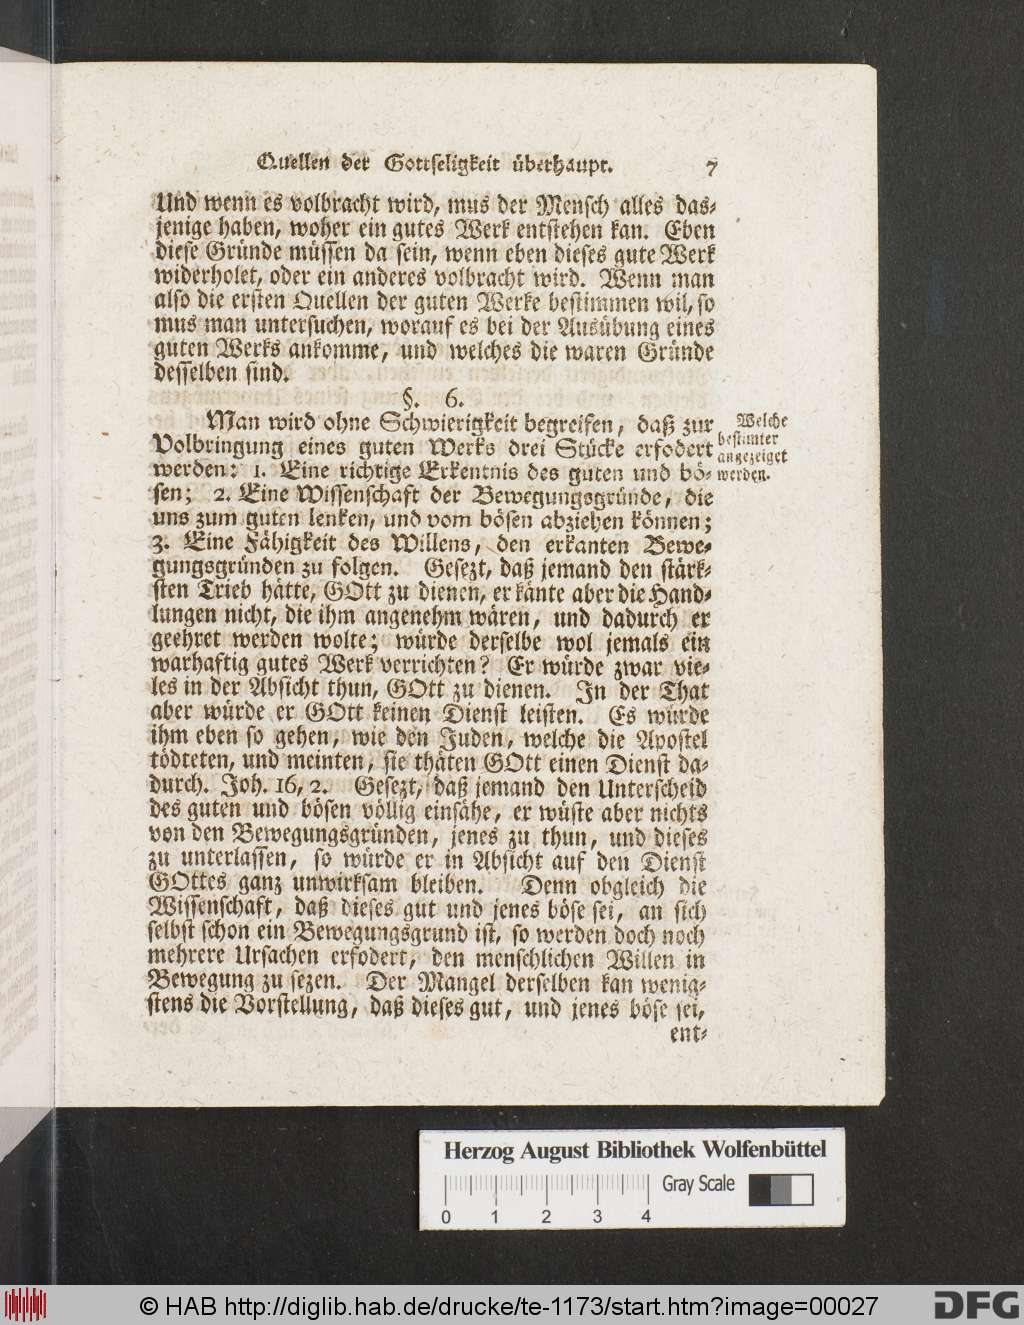 Quellen der Gottseligkeit überhaupt. 7
Und wenn es volbracht wird, mus der Mensch alles das-
jenige haben, woher ein gutes Werk entstehen kan. Eben
diese Gründe müssen da sein, wenn eben dieses gute Werk
widerholet, oder ein anderes volbracht wird. Wenn man
also die ersten Quellen der guten Werke bestimmen wil, so
mus man untersuchen, worauf es bei der Ausübung eines
guten Werks ankomme, und welches die waren Gründe
desselben sind.
§. 6.
Man wird ohne Schwierigkeit begreifen, daß zur
Volbringung eines guten Werks drei Stücke erfodert
werden: 1. Eine richtige Erkentnis des guten und bö-
sen; 2. Eine Wissenschaft der Bewegungsgründe, die
uns zum guten lenken, und vom bösen abziehen können;
3. Eine Fähigkeit des Willens, den erkanten Bewe-
gungsgründen zu folgen. Gesezt, daß jemand den stärk-
sten Trieb hätte, GOtt zu dienen, er känte aber die Hand-
lungen nicht, die ihm angenehm wären, und dadurch er
geehret werden wolte; würde derselbe wol jemals ein
warhaftig gutes Werk verrichten? Er würde zwar vie-
les in der Absicht thun, GOtt zu dienen. In der That
aber würde er GOtt keinen Dienst leisten. Es würde
ihm eben so gehen, wie den Juden, welche die Apostel
tödteten, und meinten, sie thäten GOtt einen Dienst da-
durch. Joh. 16, 2. Gesezt, daß jemand den Unterscheid
des guten und bösen völlig einsähe, er wüste aber nichts
von den Bewegungsgründen, jenes zu thun, und dieses
zu unterlassen, so würde er in Absicht auf den Dienst
GOttes ganz unwirksam bleiben. Denn obgleich die
Wissenschaft, daß dieses gut und jenes böse sei, an sich
selbst schon ein Bewegungsgrund ist, so werden doch noch
mehrere Ursachen erfodert, den menschlichen Willen in
Bewegung zu sezen. Der Mangel derselben kan wenig-
stens die Vorstellung, daß dieses gut, und jenes böse sei,
ent-
Welche
bestimter
angezeiget
werden.
Herzog August Bibliothek Wolfenbüttel
Gray Scale
0 1 2 3 4
© HAB http://diglib.hab.de/drucke/te-1173/start.htm?image=00027
DFG